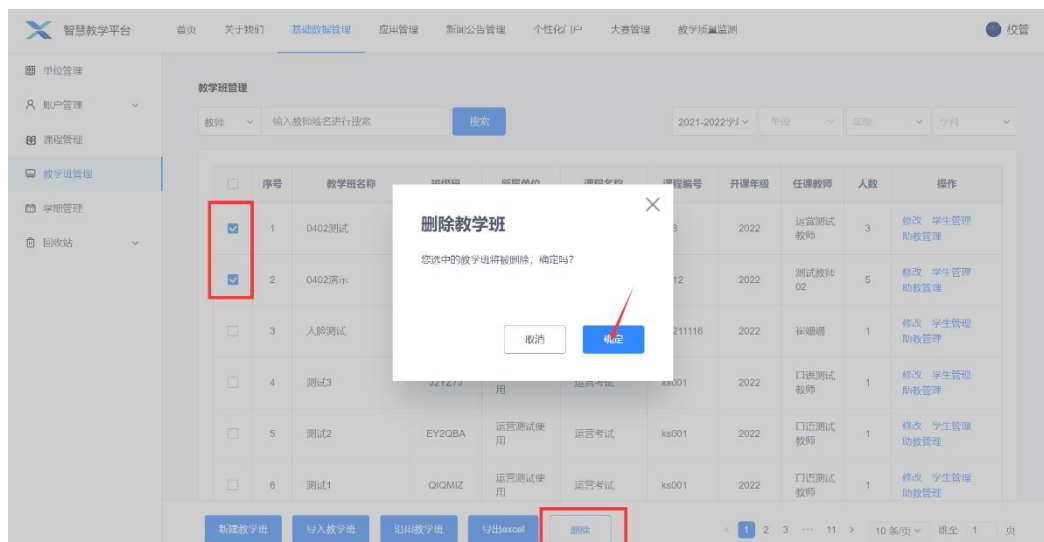 智慧教学平台
首页 关于我们 基础数据管理 应用管理 新闻公告管理 个性化门户 大赛管理 教学质量监测 校管
单位管理
账户管理
课程管理
教学班管理
学期管理
回收站
教学班管理
教师 输入教师姓名进行搜索 搜索 2021-2022学 单位 年级 学科
序号 教学班名称 班级码 所属单位 课程名称 课程编号 开课年级 任课教师 人数 操作
1 0402测试 2022 运营测试教师 3 修改 学生管理 助教管理
2 0402演示 12 2022 测试教师02 5 修改 学生管理 助教管理
3 人脸测试 211116 2022 崔姗姗 1 修改 学生管理 助教管理
4 测试3 用 运营考试 ks001 2022 口语测试教师 1 修改 学生管理 助教管理
5 测试2 EY2QBA 运营测试使用 运营考试 ks001 2022 口语测试教师 1 修改 学生管理 助教管理
6 测试1 QIQMIZ 运营测试使用 运营考试 ks001 2022 口语测试教师 1 修改 学生管理 助教管理
删除教学班
您选中的教学班将被删除，确定吗?
取消 确定
新建教学班 导入教学班 沿用教学班 导出excel 删除 1 2 3 ··· 11 10 条/页 跳至 1 页